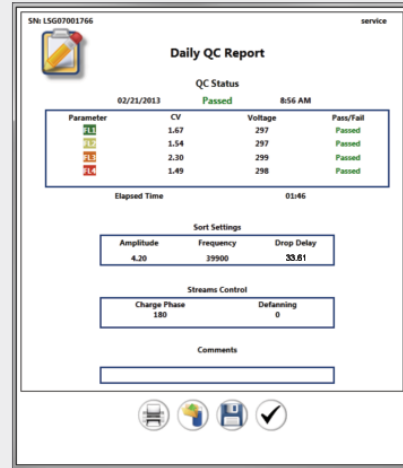 SN: LSG07001766 service
Daily QC Report
QC Status
02/21/2013 Passed 8:56 AM
Parameter CV Voltage Pass/Fail
FL1 1.67 297 Passed
FL2 1.54 297 Passed
FL3 2.30 299 Passed
FL4 1.49 298 Passed
Elapsed Time 01:46
Sort Settings
Amplitude Frequency Drop Delay
4.20 39900 33.61
Streams Control
Charge Phase Defanning
180 0
Comments